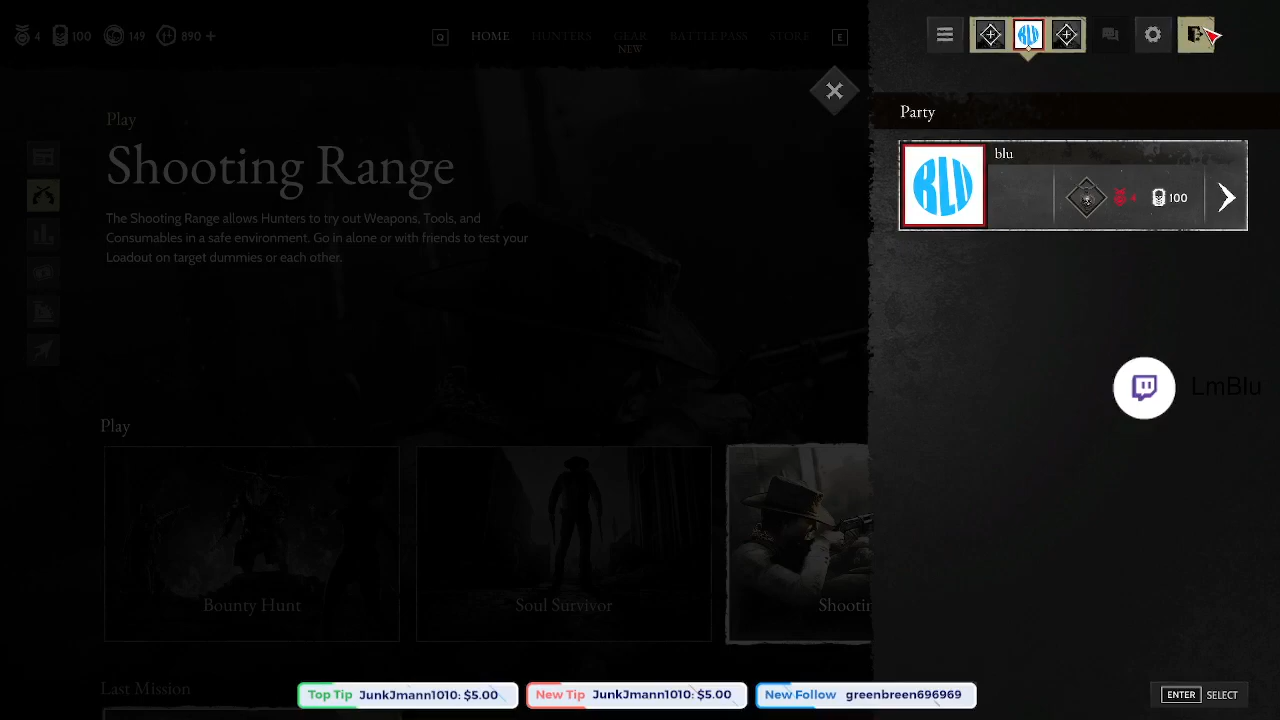 4 100 149 890 +
Q HOME HUNTERS GEAR BATTLE PASS STORE E
NEW
Party
BLU
blu
4 100
Play
Shooting Range
The Shooting Range allows Hunters to try out Weapons, Tools, and
Consumables in a safe environment. Go in alone or with friends to test your
Loadout on target dummies or each other.
LmBlu
Play
Bounty Hunt Soul Survivor Shootin
Last Mission
Top Tip JunkJmann1010: $5.00 New Tip JunkJmann1010: $5.00 New Follow greenbreen696969
ENTER SELECT